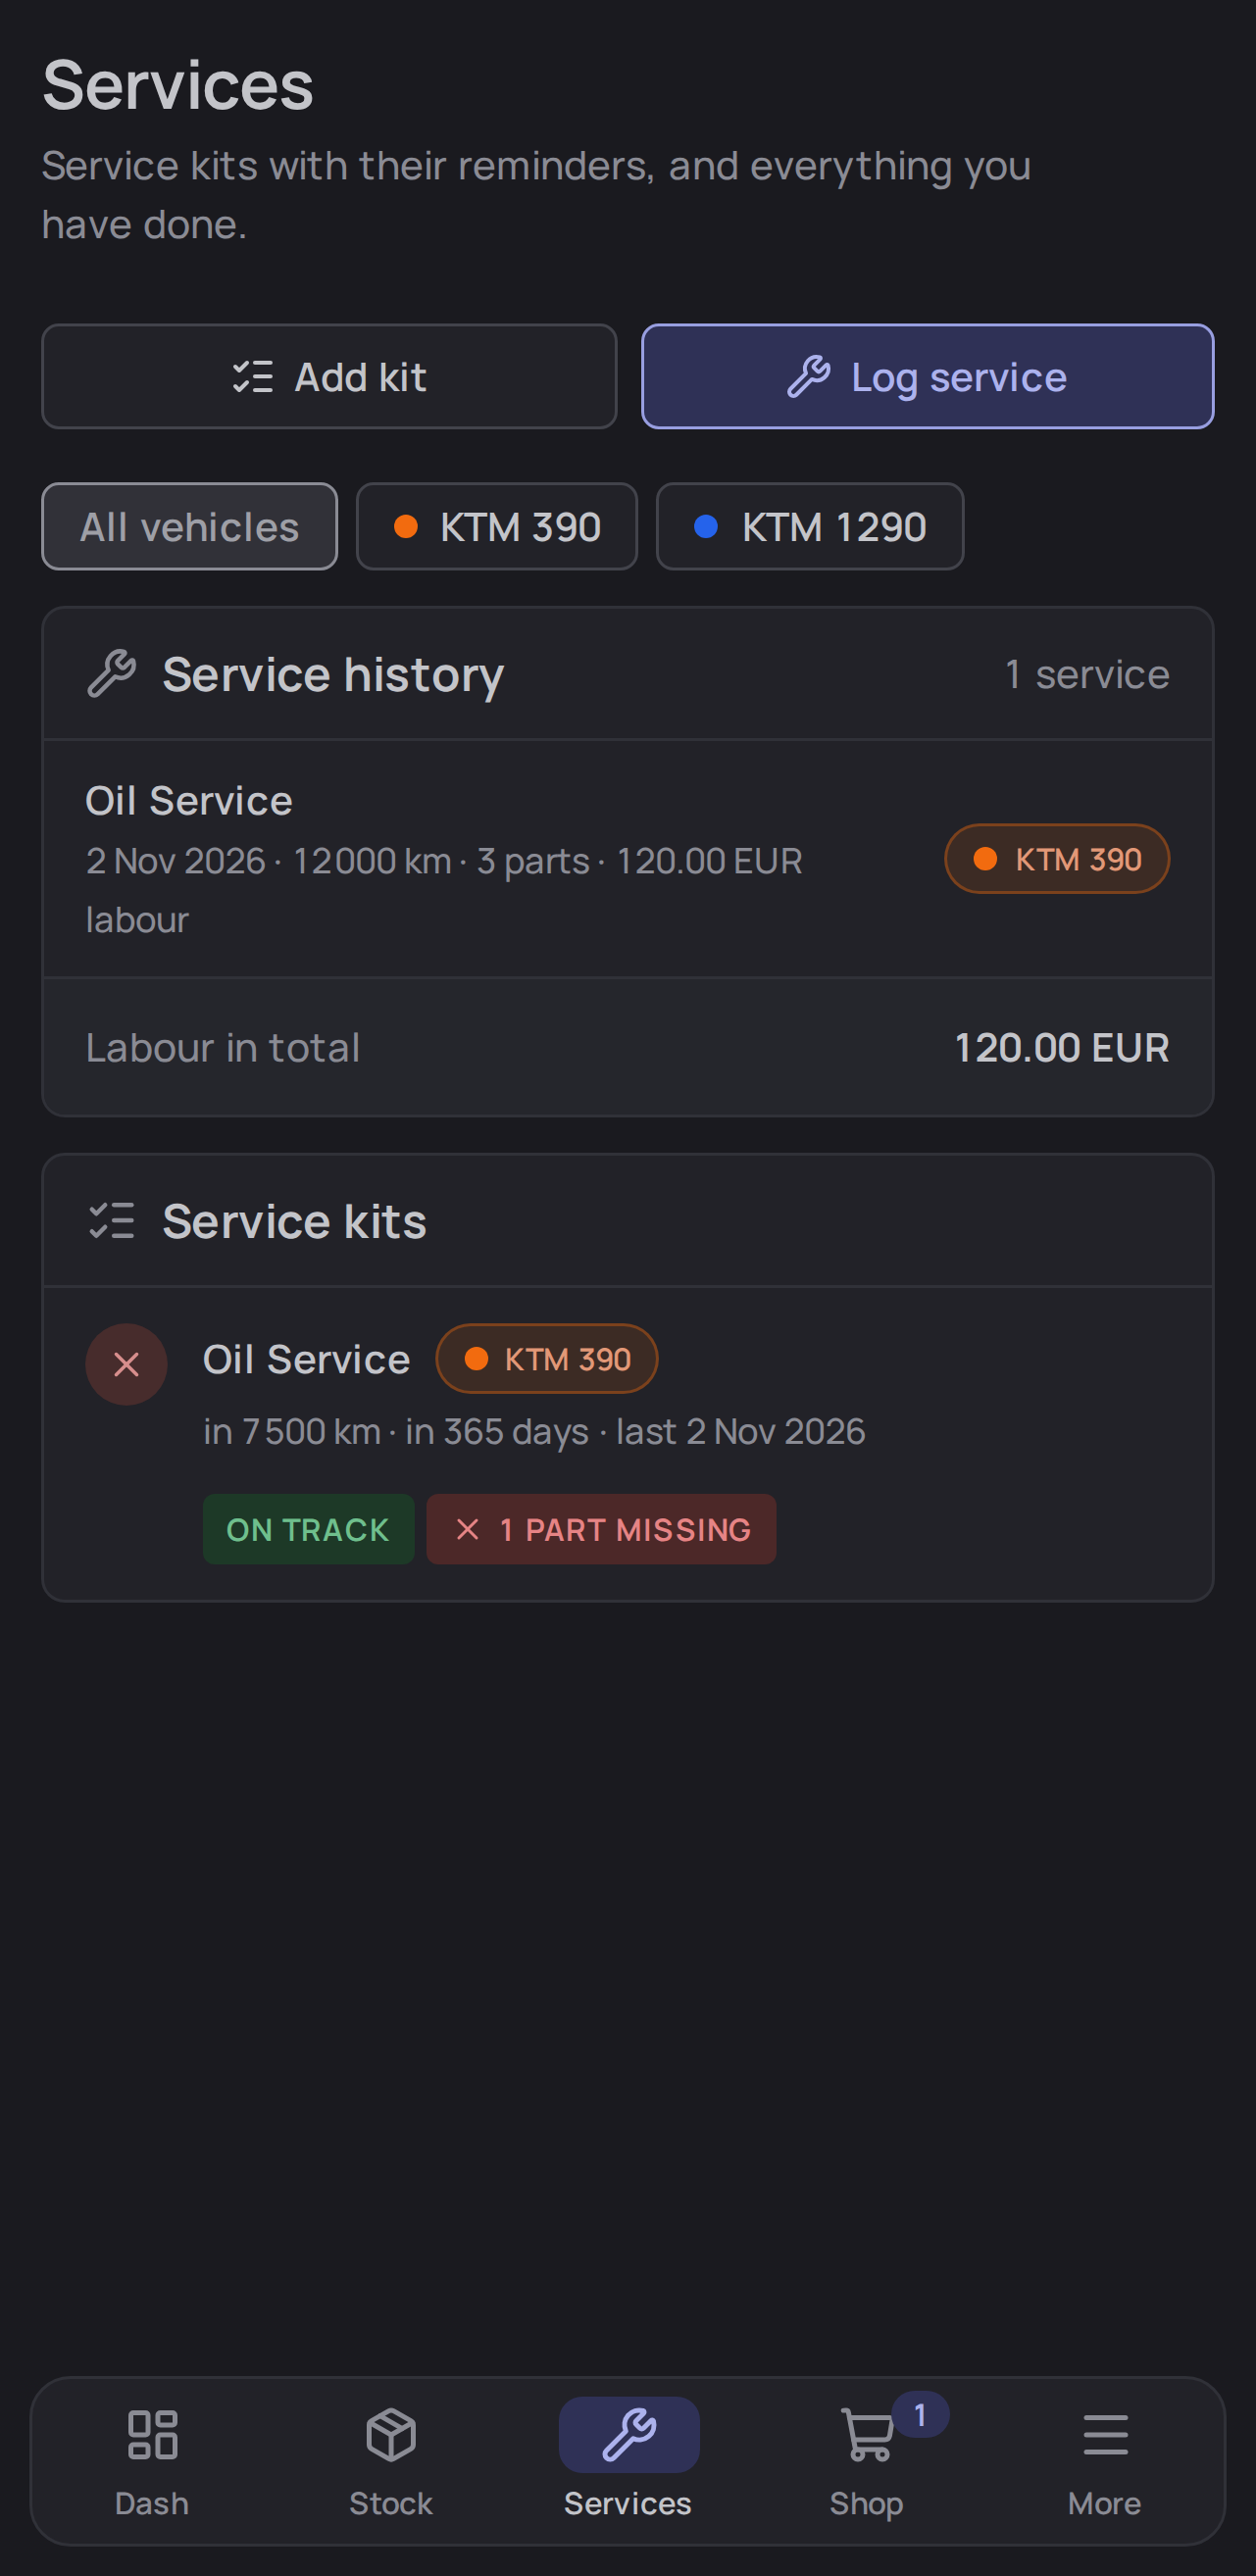 Services
Service kits with their reminders, and everything you
have done.
Add kit
Log service
All vehicles
KTM 390
KTM 1290
Service history
1 service
Oil Service
2 Nov 2026 · 12 000 km · 3 parts · 120.00 EUR
labour
KTM 390
Labour in total
120.00 EUR
Service kits
Oil Service
KTM 390
in 7 500 km · in 365 days · last 2 Nov 2026
ON TRACK
1 PART MISSING
1
Dash
Stock
Services
Shop
More